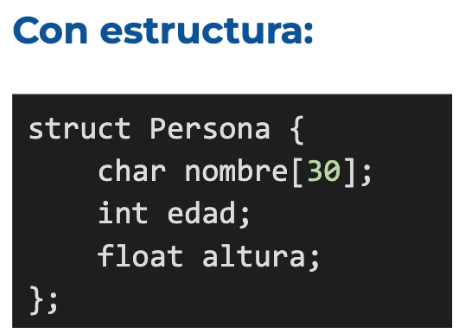 Con estructura:
struct Persona {
    char nombre[30];
    int edad;
    float altura;
};